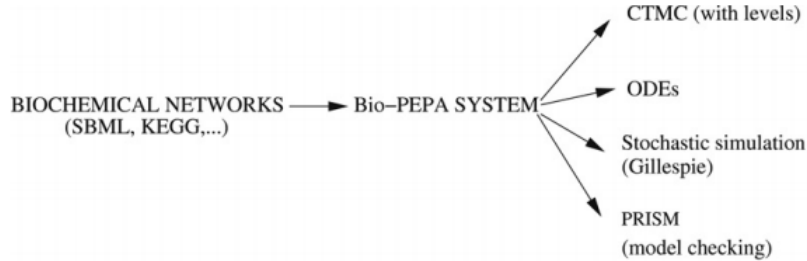 CTMC (with levels)
BIOCHEMICAL NETWORKS
(SBML, KEGG,...)
Bio–PEPA SYSTEM
ODEs
Stochastic simulation
(Gillespie)
PRISM
(model checking)